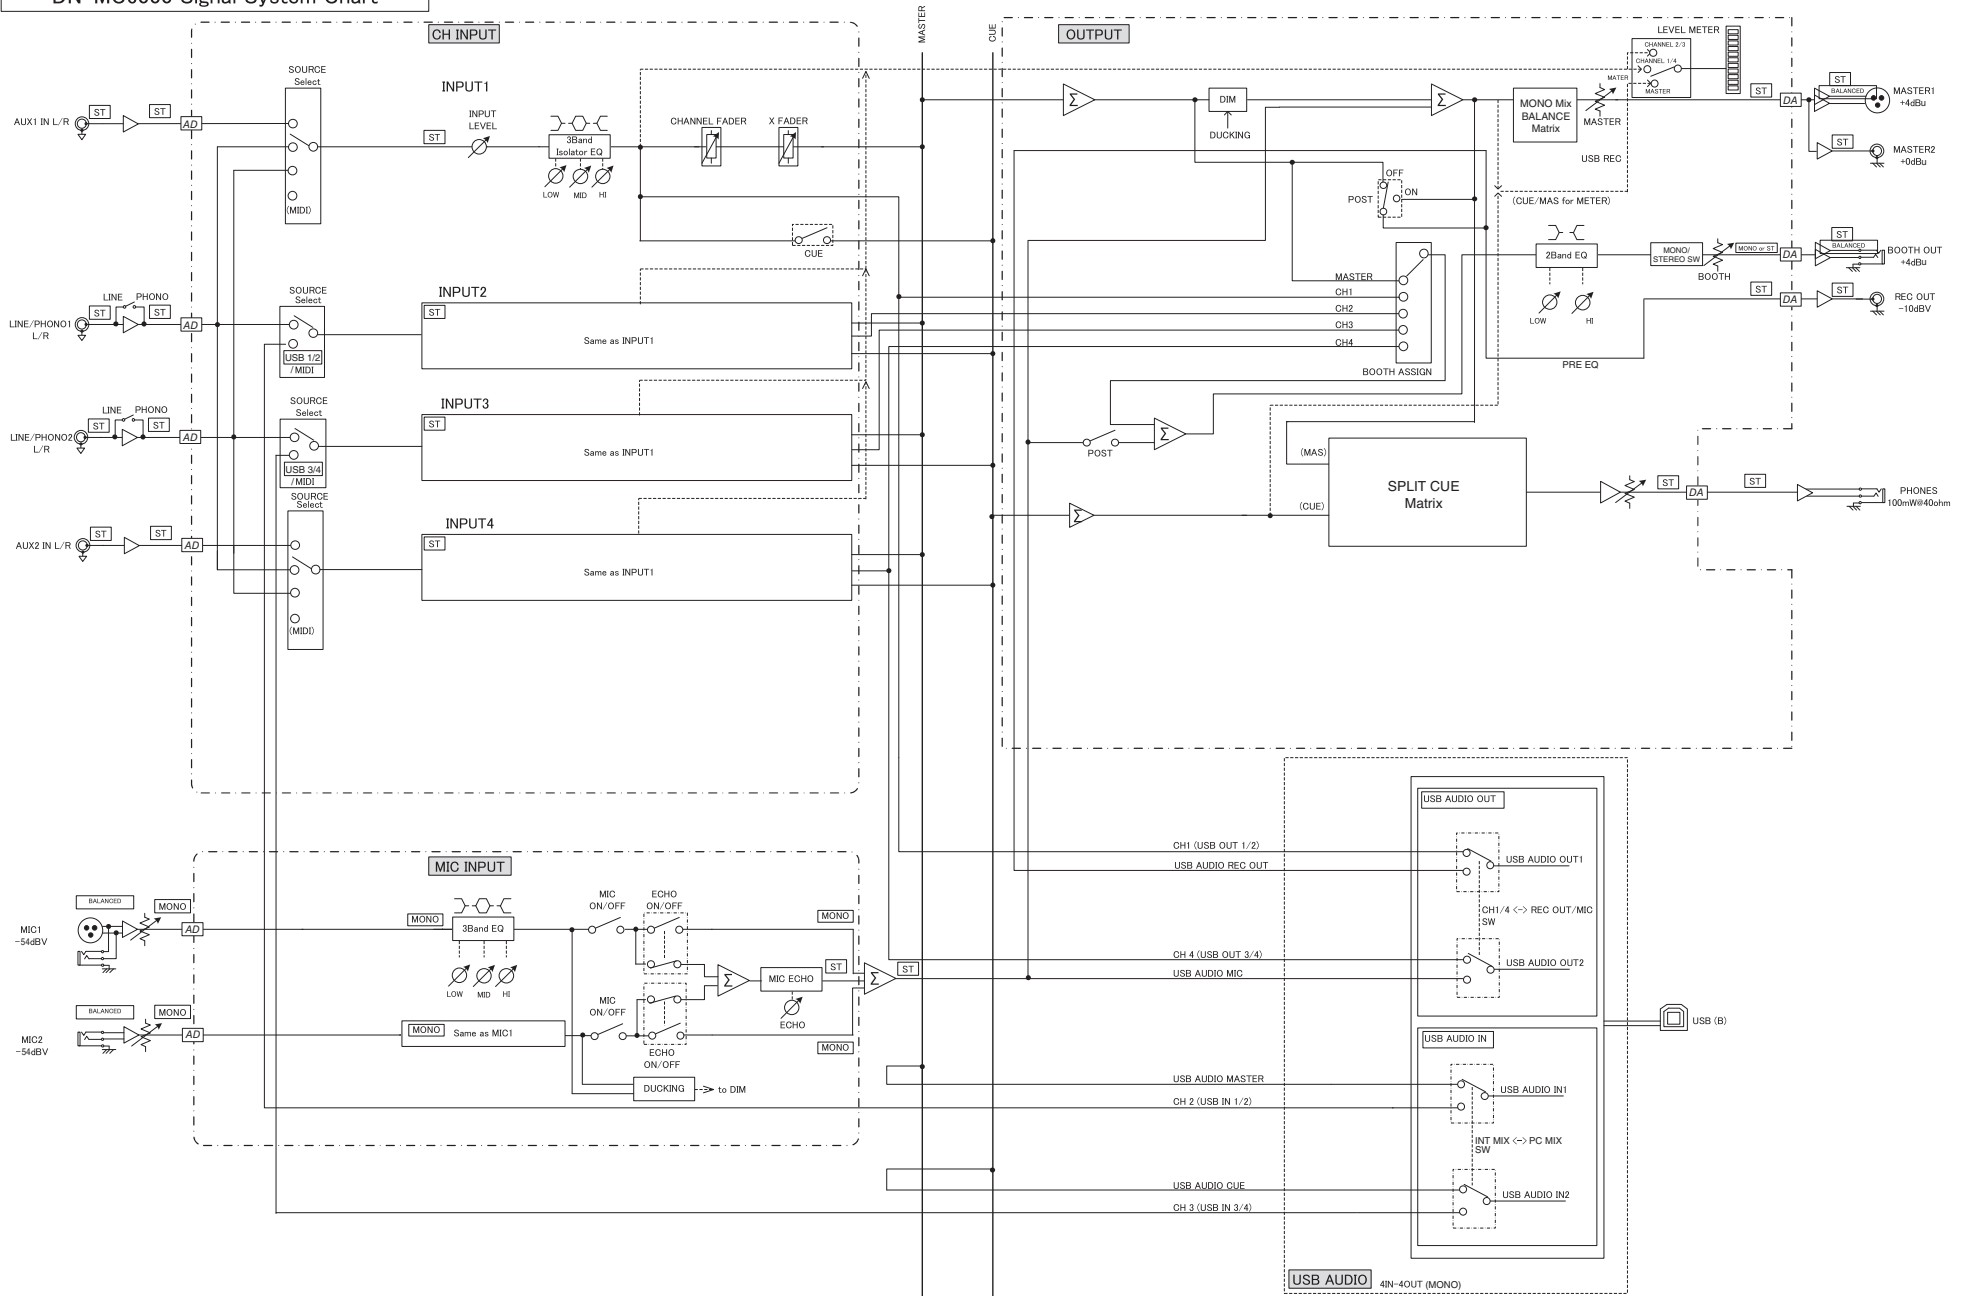 CH INPUT
MASTER
CUE
OUTPUT
LEVEL METER
CHANNEL 2/3
CHANNEL 1/4
MATER
MASTER
SOURCE
Select
INPUT1
AUX1 IN L/R
ST
ST
AD
(MIDI)
ST
INPUT
LEVEL
3Band
Isolator EQ
LOW
MID
HI
CHANNEL FADER
X FADER
CUE
Σ
DIM
DUCKING
Σ
MONO Mix
BALANCE
Matrix
MASTER
ST
DA
ST
BALANCED
MASTER1
+4dBu
ST
MASTER2
+0dBu
USB REC
(CUE/MAS for METER)
OFF
ON
POST
LINE
PHONO
ST
ST
LINE/PHONO1
L/R
AD
SOURCE
Select
USB 1/2
/MIDI
INPUT2
ST
Same as INPUT1
MASTER
CH1
CH2
CH3
CH4
BOOTH ASSIGN
2Band EQ
LOW
HI
MONO/
STEREO SW
BOOTH
MONO or ST
DA
ST
BALANCED
BOOTH OUT
+4dBu
ST
DA
ST
REC OUT
-10dBV
PRE EQ
LINE
PHONO
ST
ST
LINE/PHONO2
L/R
AD
SOURCE
Select
USB 3/4
/MIDI
INPUT3
ST
Same as INPUT1
POST
Σ
(MAS)
(CUE)
SPLIT CUE
Matrix
ST
DA
ST
PHONES
100mW@40ohm
SOURCE
Select
AUX2 IN L/R
ST
ST
AD
(MIDI)
INPUT4
ST
Same as INPUT1
Σ
MIC INPUT
BALANCED
MONO
MIC1
-54dBV
AD
MONO
3Band EQ
LOW
MID
HI
MIC
ON/OFF
ECHO
ON/OFF
MONO
Σ
MIC ECHO
ECHO
ST
Σ
ST
BALANCED
MONO
MIC2
-54dBV
AD
MONO
Same as MIC1
MIC
ON/OFF
ECHO
ON/OFF
MONO
DUCKING
to DIM
USB AUDIO OUT
CH1 (USB OUT 1/2)
USB AUDIO REC OUT
USB AUDIO OUT1
CH1/4 <-> REC OUT/MIC
SW
CH 4 (USB OUT 3/4)
USB AUDIO MIC
USB AUDIO OUT2
USB (B)
USB AUDIO IN
USB AUDIO MASTER
CH 2 (USB IN 1/2)
USB AUDIO IN1
INT MIX <-> PC MIX
SW
USB AUDIO CUE
CH 3 (USB IN 3/4)
USB AUDIO IN2
USB AUDIO
4IN-4OUT (MONO)